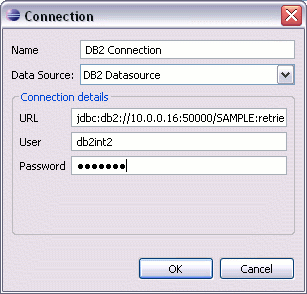 Connection
Name DB2 Connection
Data Source: DB2 Datasource
Connection details
URL jdbc:db2://10.0.0.16:50000/SAMPLE:retrie
User db2int2
Password ●●●●●●●
OK Cancel